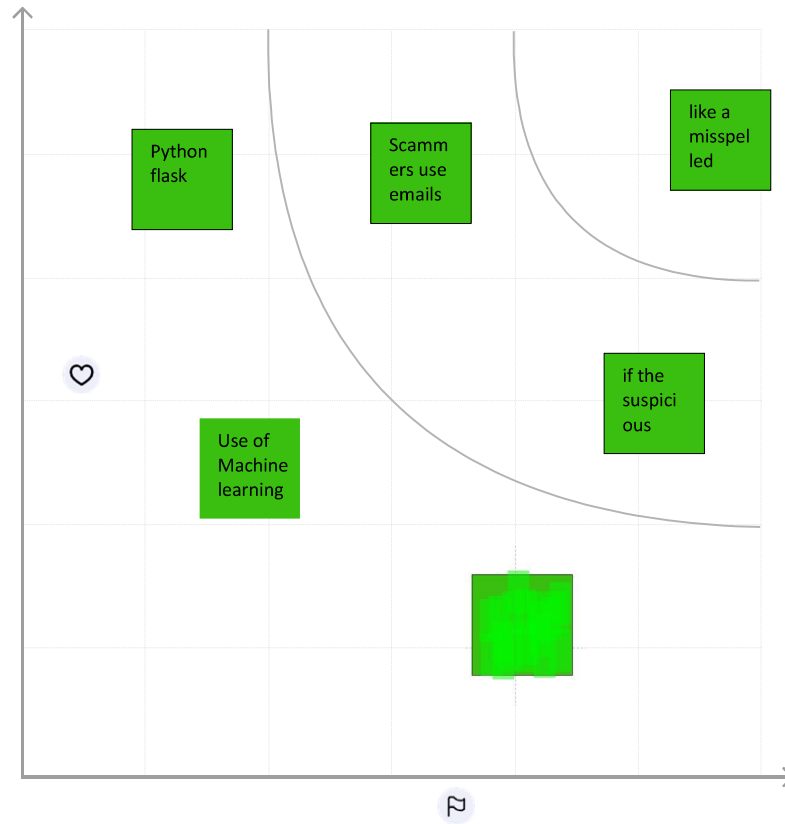 like a
misspel
led
Scamm
ers use
emails
Python
flask
if the
suspici
ous
Use of
Machine
learning